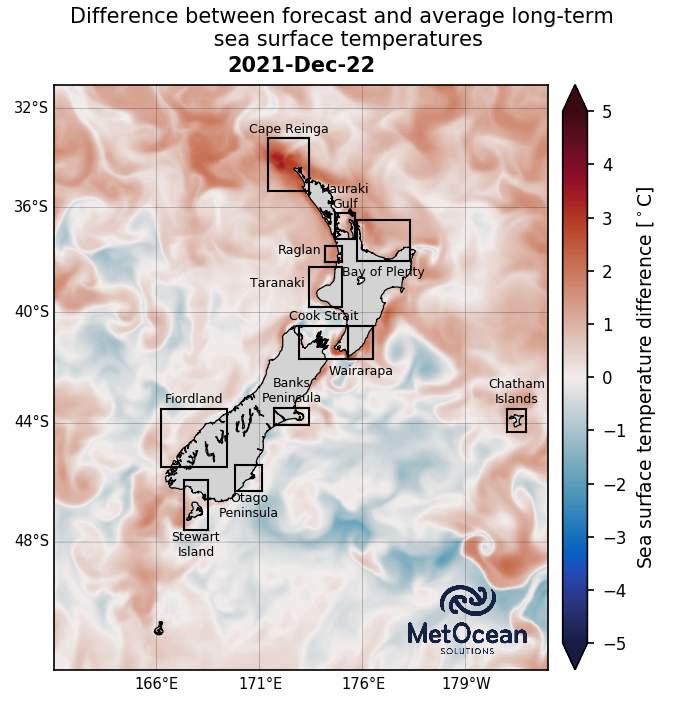 Difference between forecast and average long-term
sea surface temperatures
2021-Dec-22
32°S
36°S
40°S
44°S
48°S
Cape Reinga
Hauraki
Gulf
Raglan
Bay of Plenty
Taranaki
Cook Strait
Wairarapa
Banks
Peninsula
Fiordland
Chatham
Islands
Otago
Peninsula
Stewart
Island
MetOcean
SOLUTIONS
166°E
171°E
176°E
179°W
5
4
3
2
1
0
−1
−2
−3
−4
−5
Sea surface temperature difference [°C]